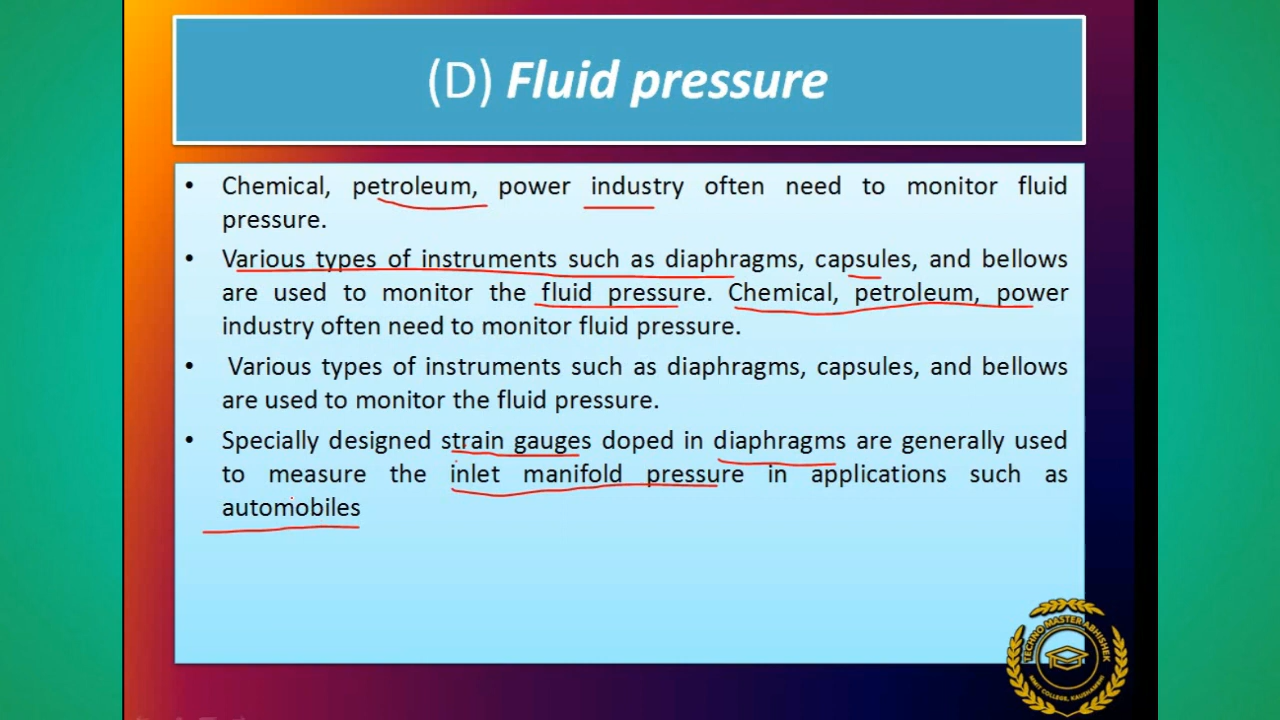 (D) Fluid pressure
• Chemical, petroleum, power industry often need to monitor fluid
pressure.
• Various types of instruments such as diaphragms, capsules, and bellows
are used to monitor the fluid pressure. Chemical, petroleum, power
industry often need to monitor fluid pressure.
• Various types of instruments such as diaphragms, capsules, and bellows
are used to monitor the fluid pressure.
• Specially designed strain gauges doped in diaphragms are generally used
to measure the inlet manifold pressure in applications such as
automobiles
TECHNO MASTER ABHISHEK
COLLEGE, KAUSHAMBI